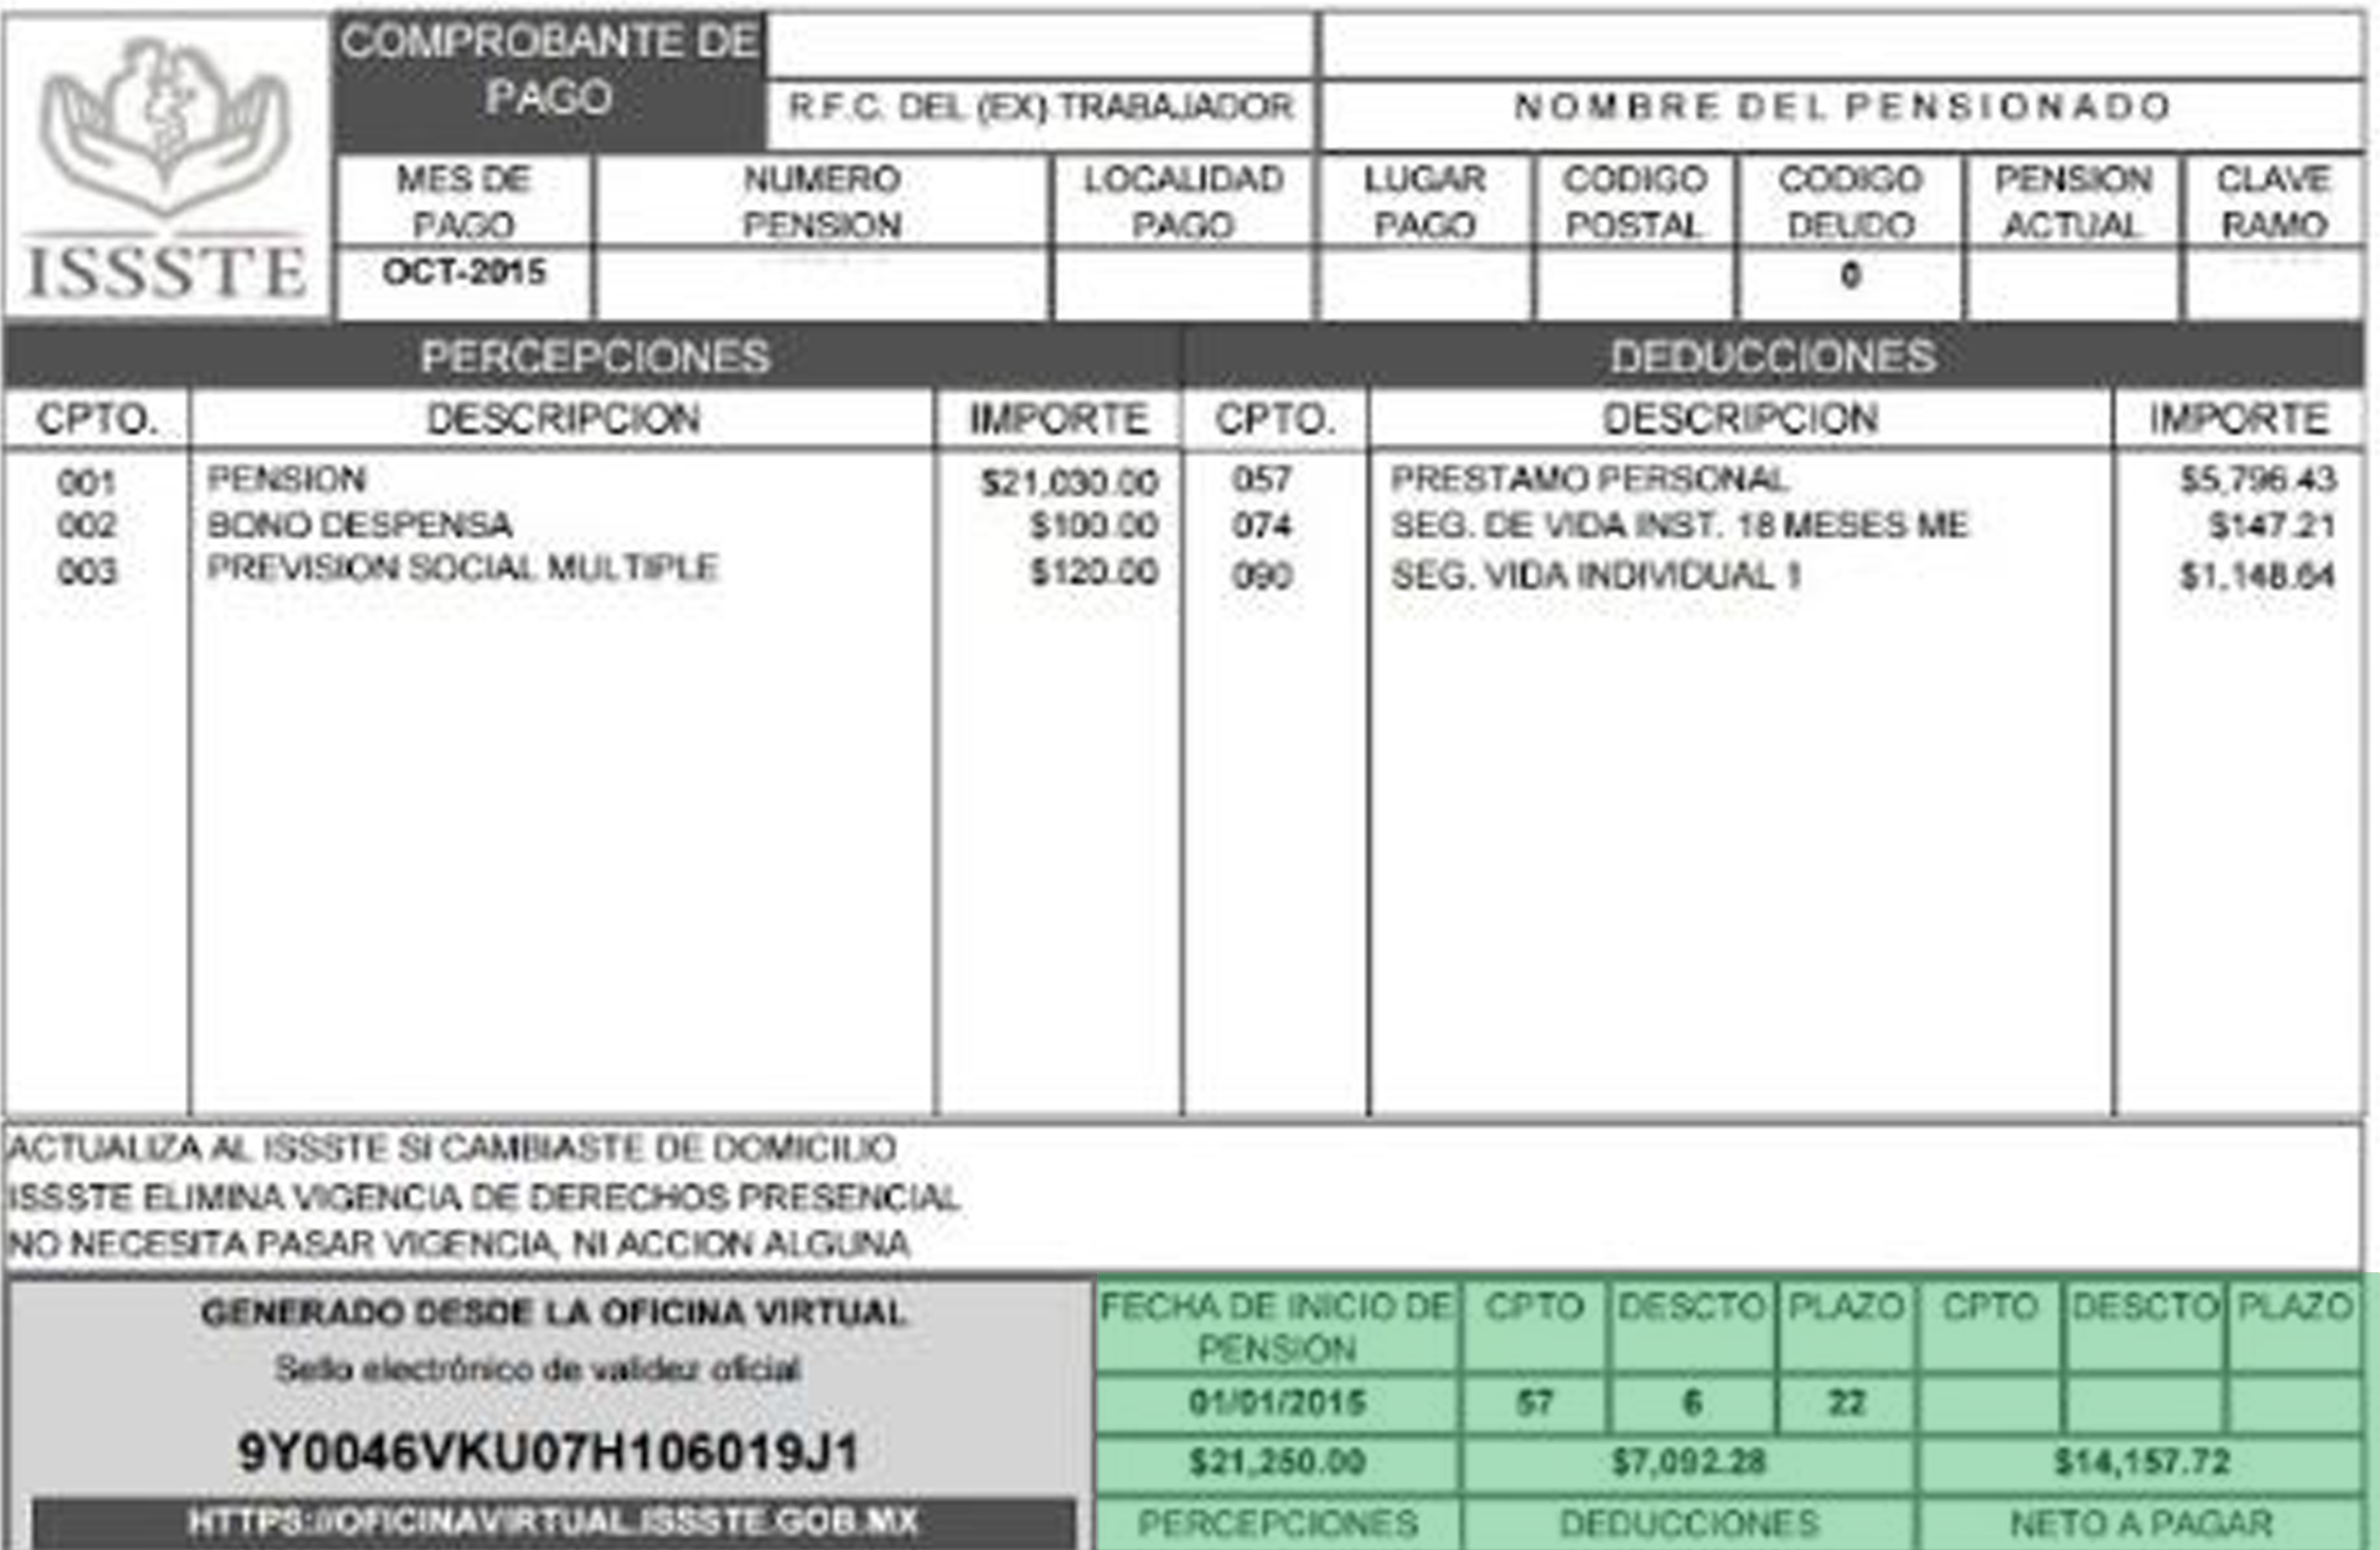 ISSSTE
COMPROBANTE DE
PAGO
R.F.C. DEL (EX) TRABAJADOR
NOMBRE DEL PENSIONADO
MES DE PAGO NUMERO PENSION LOCALIDAD PAGO LUGAR PAGO CODIGO POSTAL CODIGO DEUDO PENSION ACTUAL CLAVE RAMO
OCT-2015 0
PERCEPCIONES DEDUCCIONES
CPTO. DESCRIPCION IMPORTE CPTO. DESCRIPCION IMPORTE
001 PENSION $21,030.00 057 PRESTAMO PERSONAL $5,796.43
002 BONO DESPENSA $100.00 074 SEG. DE VIDA INST. 18 MESES ME $147.21
003 PREVISION SOCIAL MULTIPLE $120.00 090 SEG. VIDA INDIVIDUAL 1 $1,148.64
ACTUALIZA AL ISSSTE SI CAMBIASTE DE DOMICILIO
ISSSTE ELIMINA VIGENCIA DE DERECHOS PRESENCIAL
NO NECESITA PASAR VIGENCIA, NI ACCION ALGUNA
GENERADO DESDE LA OFICINA VIRTUAL
Sello electrónico de validez oficial
9Y0046VKU07H106019J1
HTTPS://OFICINAVIRTUAL.ISSSTE.GOB.MX
FECHA DE INICIO DE PENSIÓN CPTO DESCTO PLAZO CPTO DESCTO PLAZO
01/01/2015 57 6 22
$21,250.00 $7,092.28 $14,157.72
PERCEPCIONES DEDUCCIONES NETO A PAGAR